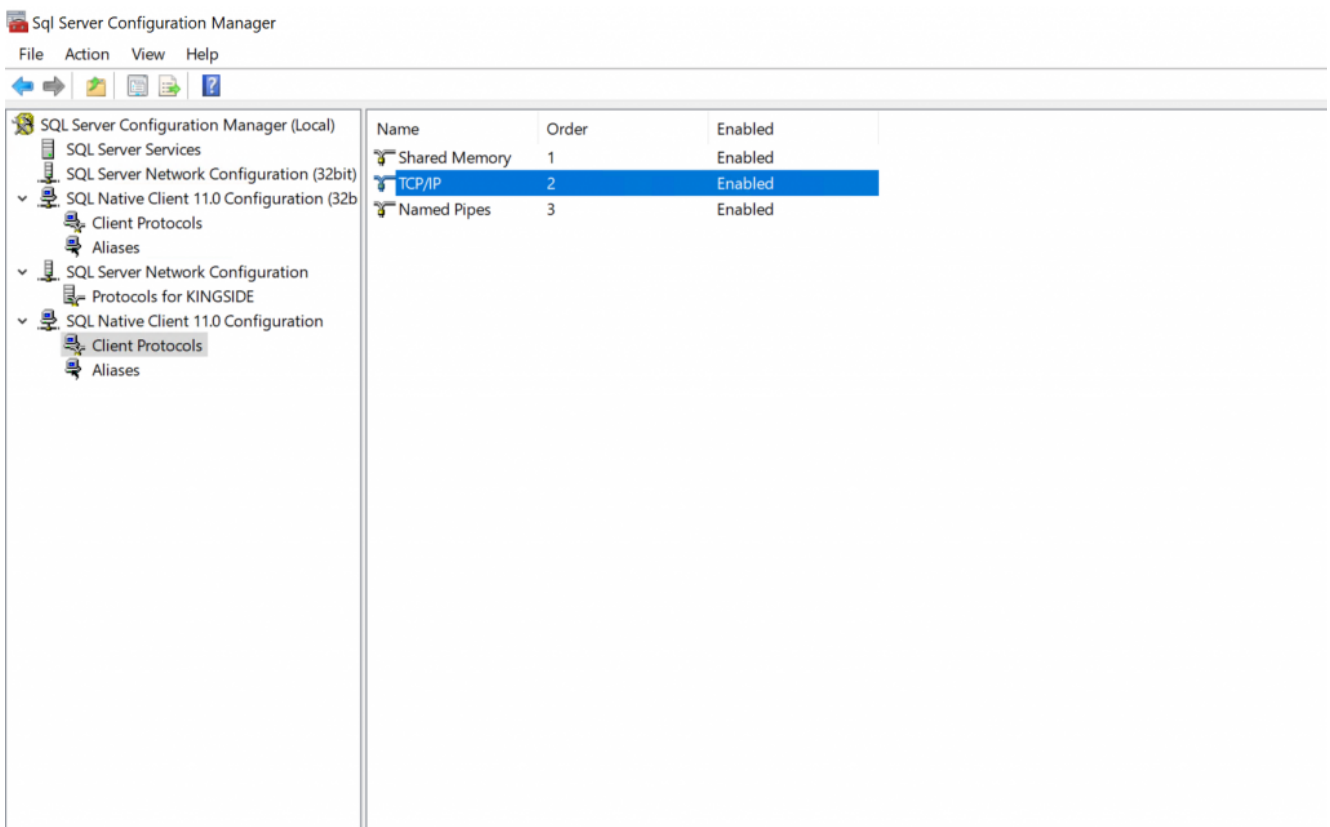 Sql Server Configuration Manager
File Action View Help
SQL Server Configuration Manager (Local)
SQL Server Services
SQL Server Network Configuration (32bit)
SQL Native Client 11.0 Configuration (32b
Client Protocols
Aliases
SQL Server Network Configuration
Protocols for KINGSIDE
SQL Native Client 11.0 Configuration
Client Protocols
Aliases
Name Order Enabled
Shared Memory 1 Enabled
TCP/IP 2 Enabled
Named Pipes 3 Enabled